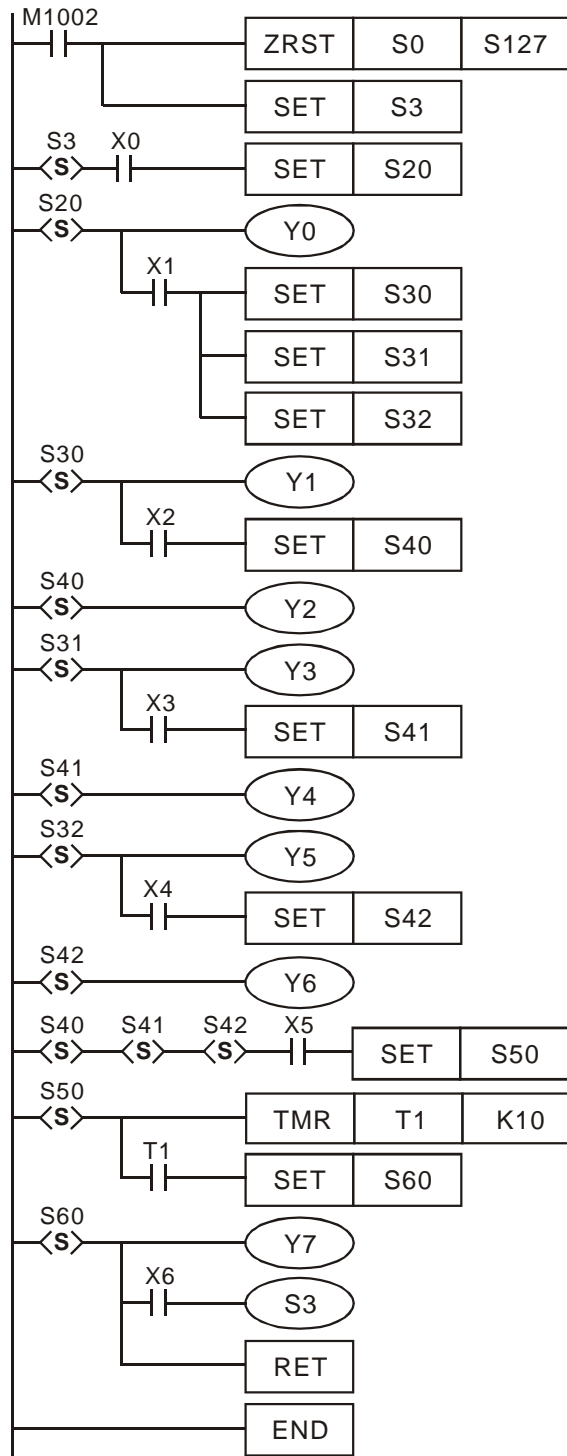 M1002
ZRST S0 S127
SET S3
S3 X0
S SET S20
S20
S Y0
X1
SET S30
SET S31
SET S32
S30
S Y1
X2
SET S40
S40
S Y2
S31
S Y3
X3
SET S41
S41
S Y4
S32
S Y5
X4
SET S42
S42
S Y6
S40 S41 S42 X5
S S S SET S50
S50
S TMR T1 K10
T1
SET S60
S60
S Y7
X6
S3
RET
END